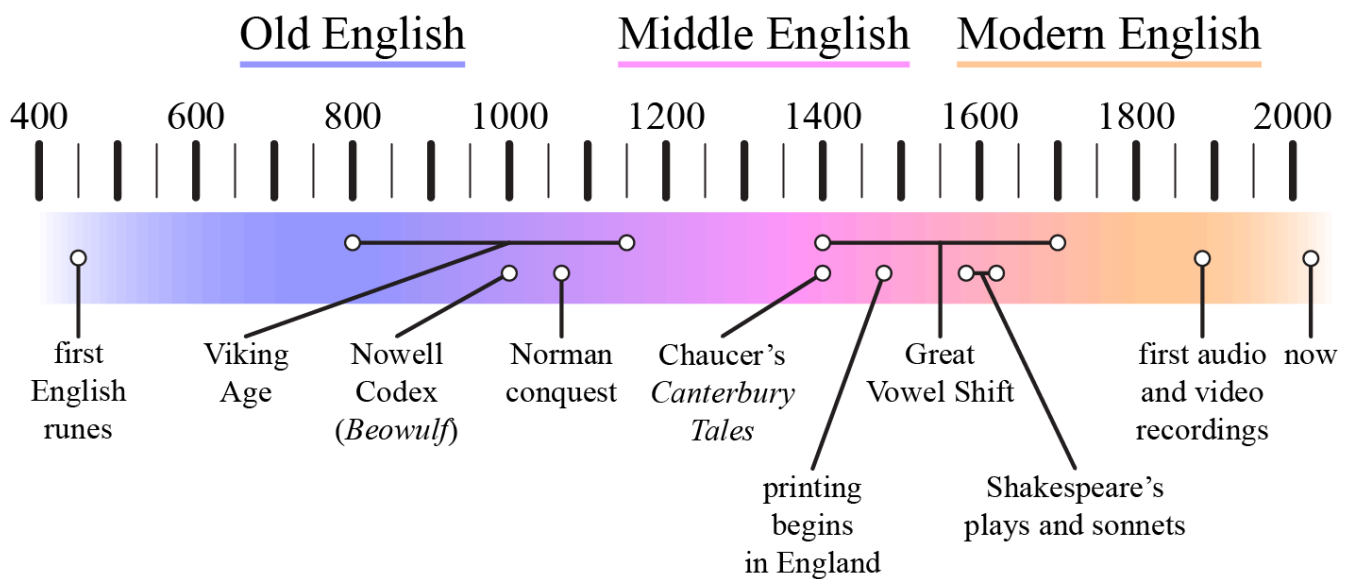 Old English Middle English Modern English
400 600 800 1000 1200 1400 1600 1800 2000
first
English
runes
Viking
Age
Nowell
Codex
(Beowulf)
Norman
conquest
Chaucer’s
Canterbury
Tales
printing
begins
in England
Great
Vowel Shift
Shakespeare’s
plays and sonnets
first audio
and video
recordings
now